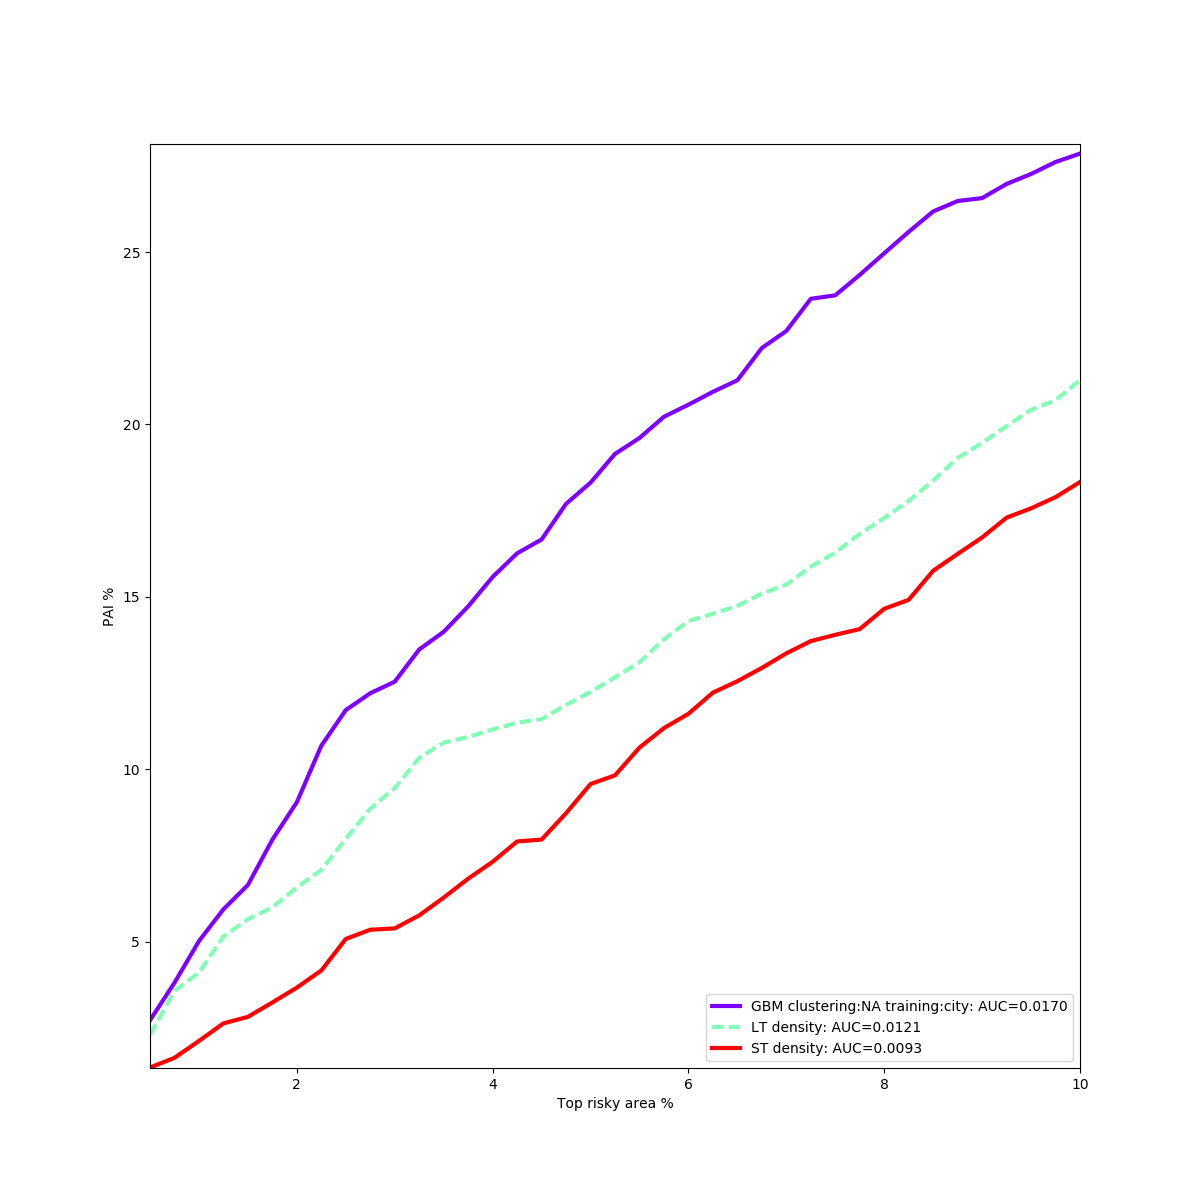 25
20
15
10
5
PAI %
2
4
6
8
10
Top risky area %
GBM clustering:NA training:city: AUC=0.0170
LT density: AUC=0.0121
ST density: AUC=0.0093